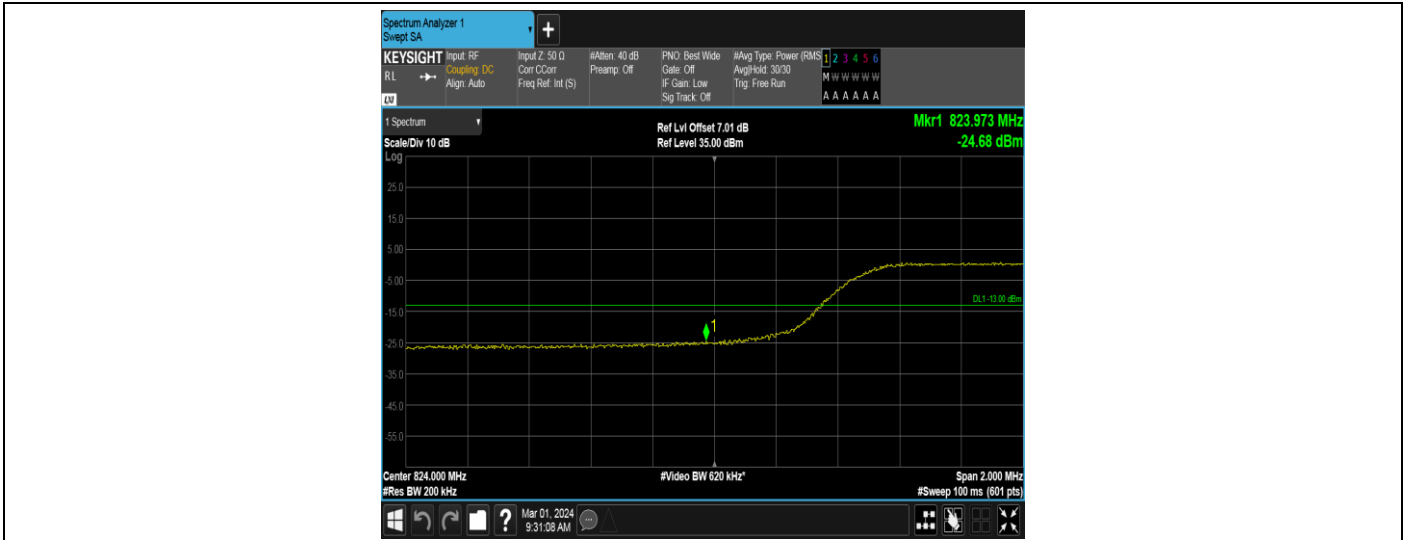 Spectrum Analyzer 1
Swept SA
+
KEYSIGHT Input: RF Input Z: 50 Ω #Atten: 40 dB PNO: Best Wide #Avg Type: Power (RMS 1 2 3 4 5 6
RL Coupling: DC Corr CCorr Preamp: Off Gate: Off Avg|Hold: 30/30 M W W W W W
Align: Auto Freq Ref: Int (S) IF Gain: Low Trig: Free Run
LXI Sig Track: Off A A A A A A
1 Spectrum Ref Lvl Offset 7.01 dB Mkr1 823.973 MHz
Scale/Div 10 dB Ref Level 35.00 dBm -24.68 dBm
Log
25.0
15.0
5.00
-5.00
DL1 -13.00 dBm
-15.0
1
-25.0
-35.0
-45.0
-55.0
Center 824.000 MHz #Video BW 620 kHz* Span 2.000 MHz
#Res BW 200 kHz #Sweep 100 ms (601 pts)
? Mar 01, 2024
9:31:08 AM